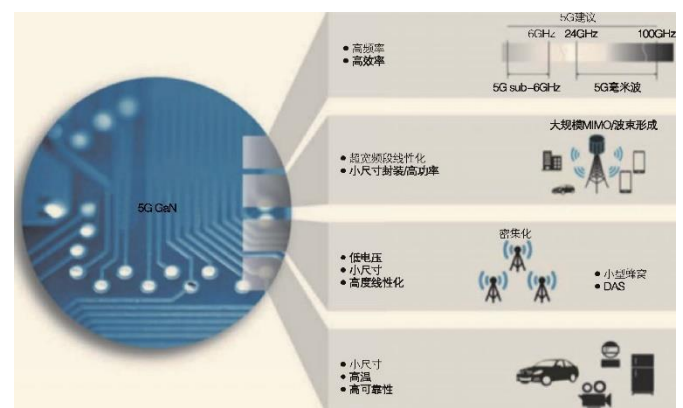 5G GaN
● 高频率
● 高效率
5G建议
6GHz 24GHz 100GHz
5G sub-6GHz 5G毫米波
● 超宽频段线性化
● 小尺寸封装/高功率
大规模MIMO/波束形成
● 低电压
● 小尺寸
● 高度线性化
密集化
● 小型蜂窝
● DAS
● 小尺寸
● 高温
● 高可靠性